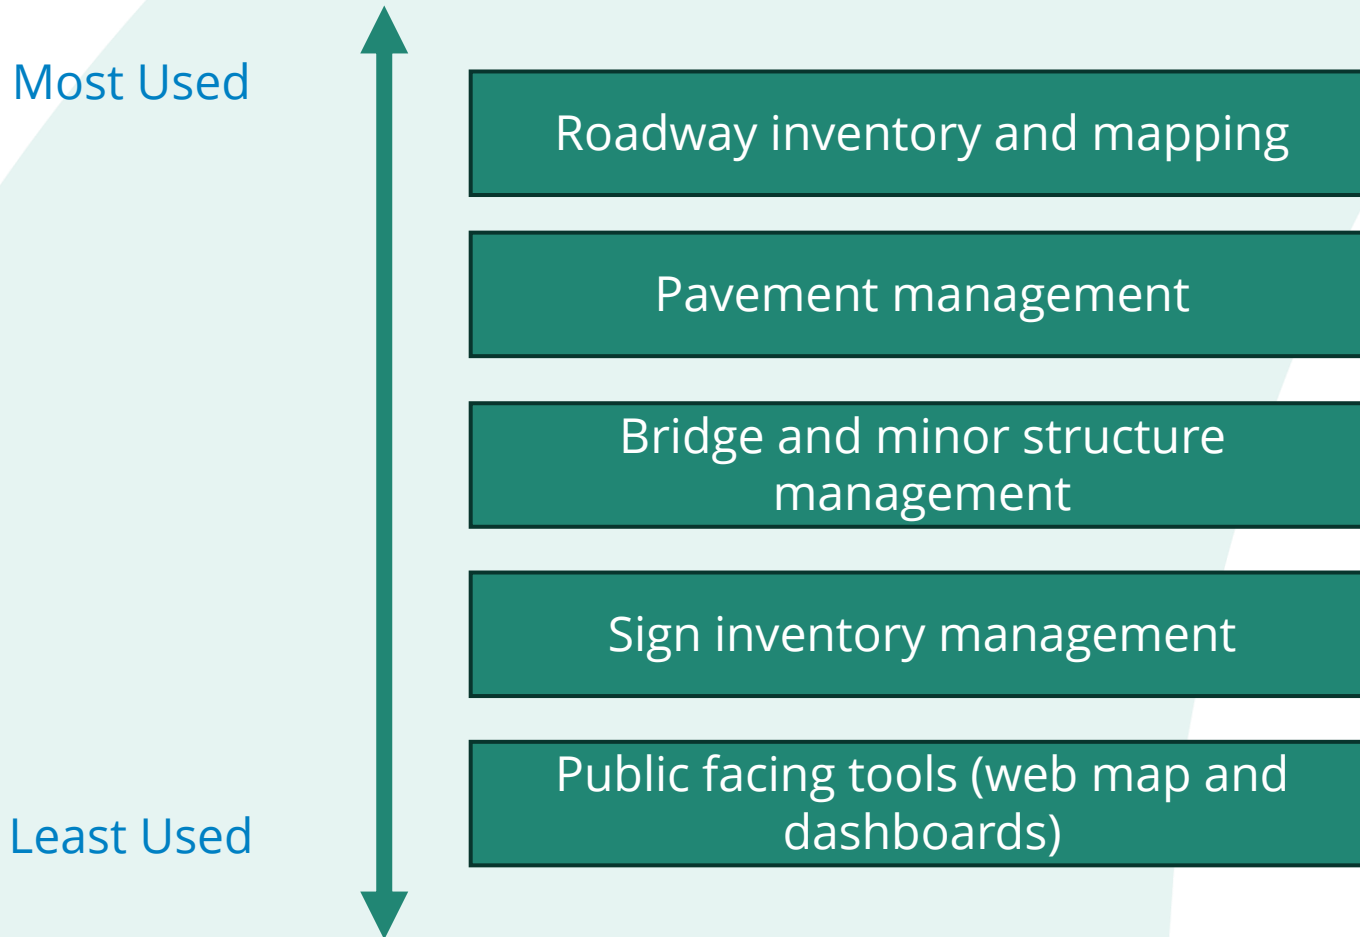 Most Used
Roadway inventory and mapping
Pavement management
Bridge and minor structure
management
Sign inventory management
Public facing tools (web map and
dashboards)
Least Used